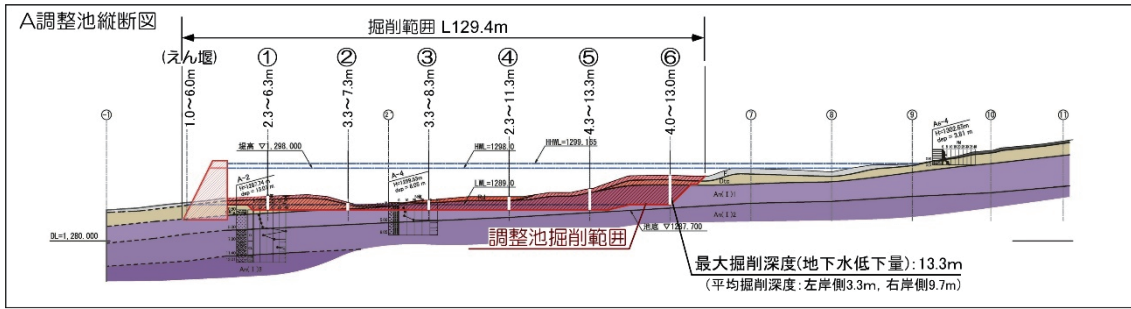 A調整池縦断図
掘削範囲 L129.4m
(えん堰)
①
②
③
④
⑤
⑥
1.0～6.0m
2.3～6.3m
3.3～7.3m
3.3～8.3m
2.3～11.3m
4.3～13.3m
4.0～13.0m
-1
2
7
8
9
10
11
堤高 ▽1,298.000
HWL=1298.0
HHWL=1299.165
LWL=1289.0
A-2
A-4
As-4
DL=1,280.000
池底 ▽1287.700
調整池掘削範囲
最大掘削深度(地下水低下量):13.3m
(平均掘削深度:左岸側3.3m, 右岸側9.7m)